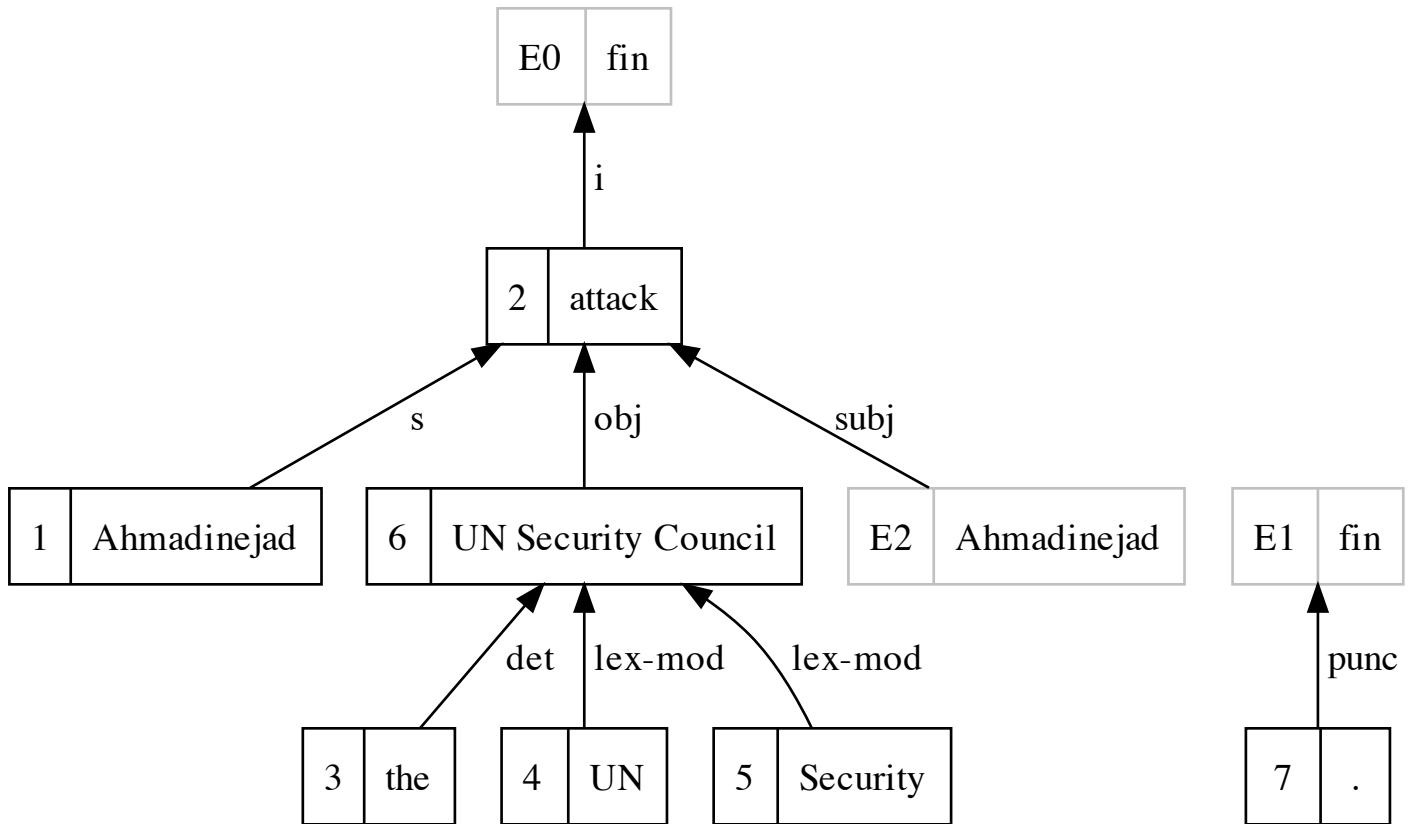 E0 fin
i
2 attack
s obj subj
1 Ahmadinejad 6 UN Security Council E2 Ahmadinejad E1 fin
det lex-mod lex-mod punc
3 the 4 UN 5 Security 7 .